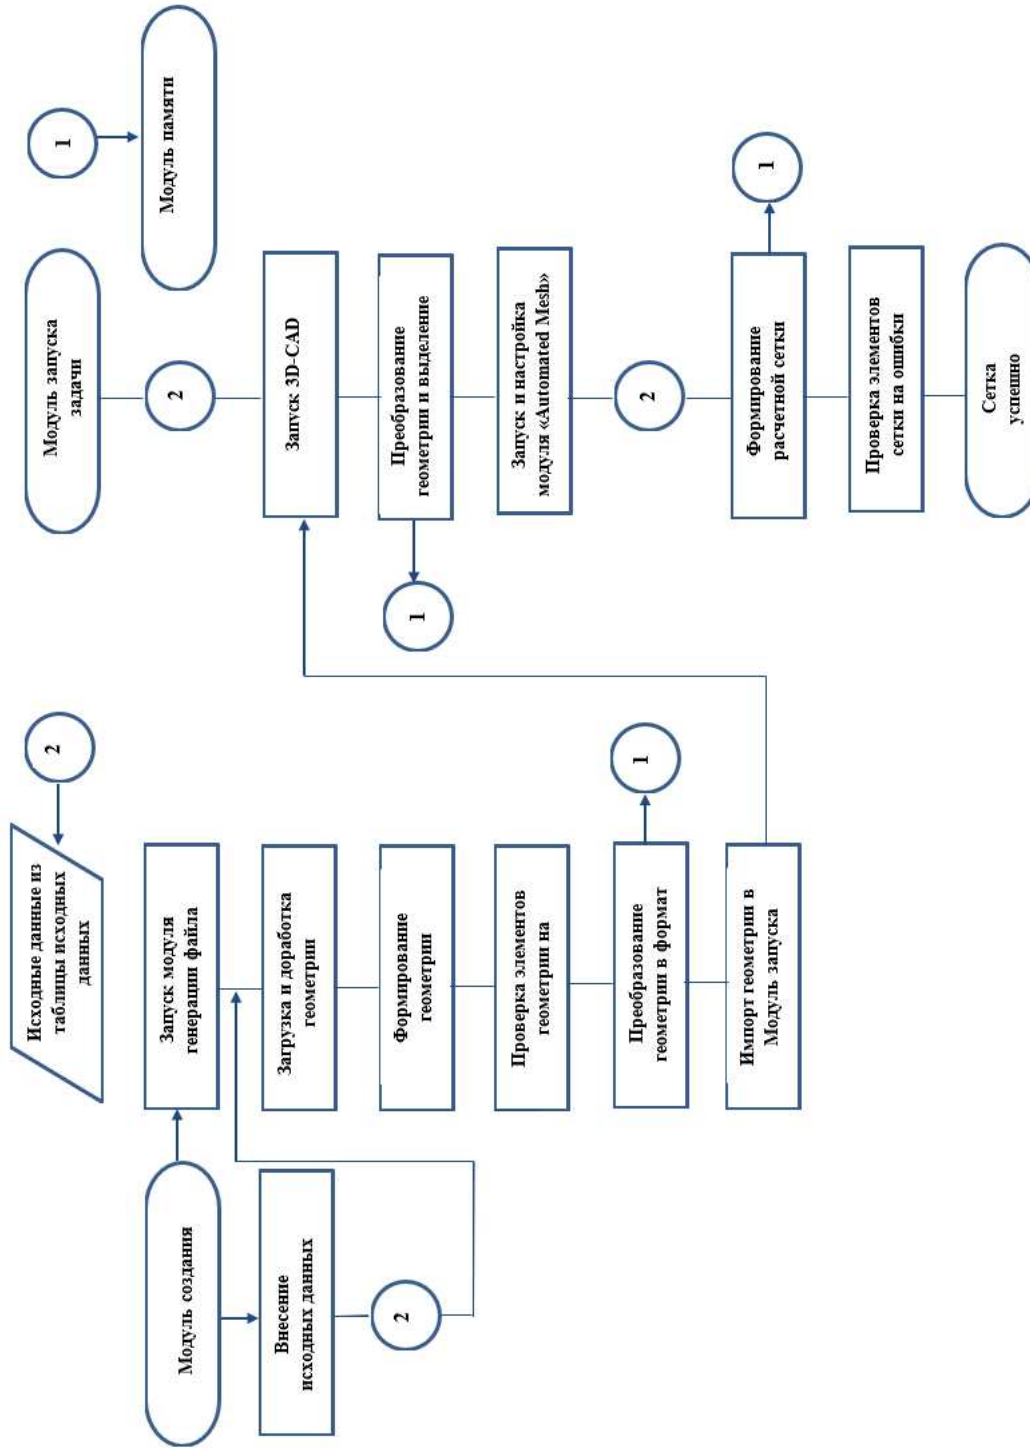 Исходные данные из
таблицы исходных
данных
2
Модуль создания
Запуск модуля
генерации файла
Внесение
исходных данных
2
Загрузка и доработка
геометрии
Формирование
геометрии
Проверка элементов
геометрии на
Преобразование
геометрии в формат
1
Импорт геометрии в
Модуль запуска
Модуль запуска
задачи
1
Модуль памяти
2
Запуск 3D-CAD
Преобразование
геометрии и выделение
1
Запуск и настройка
модуля «Automated Mesh»
2
Формирование
расчетной сетки
1
Проверка элементов
сетки на ошибки
Сетка
успешно